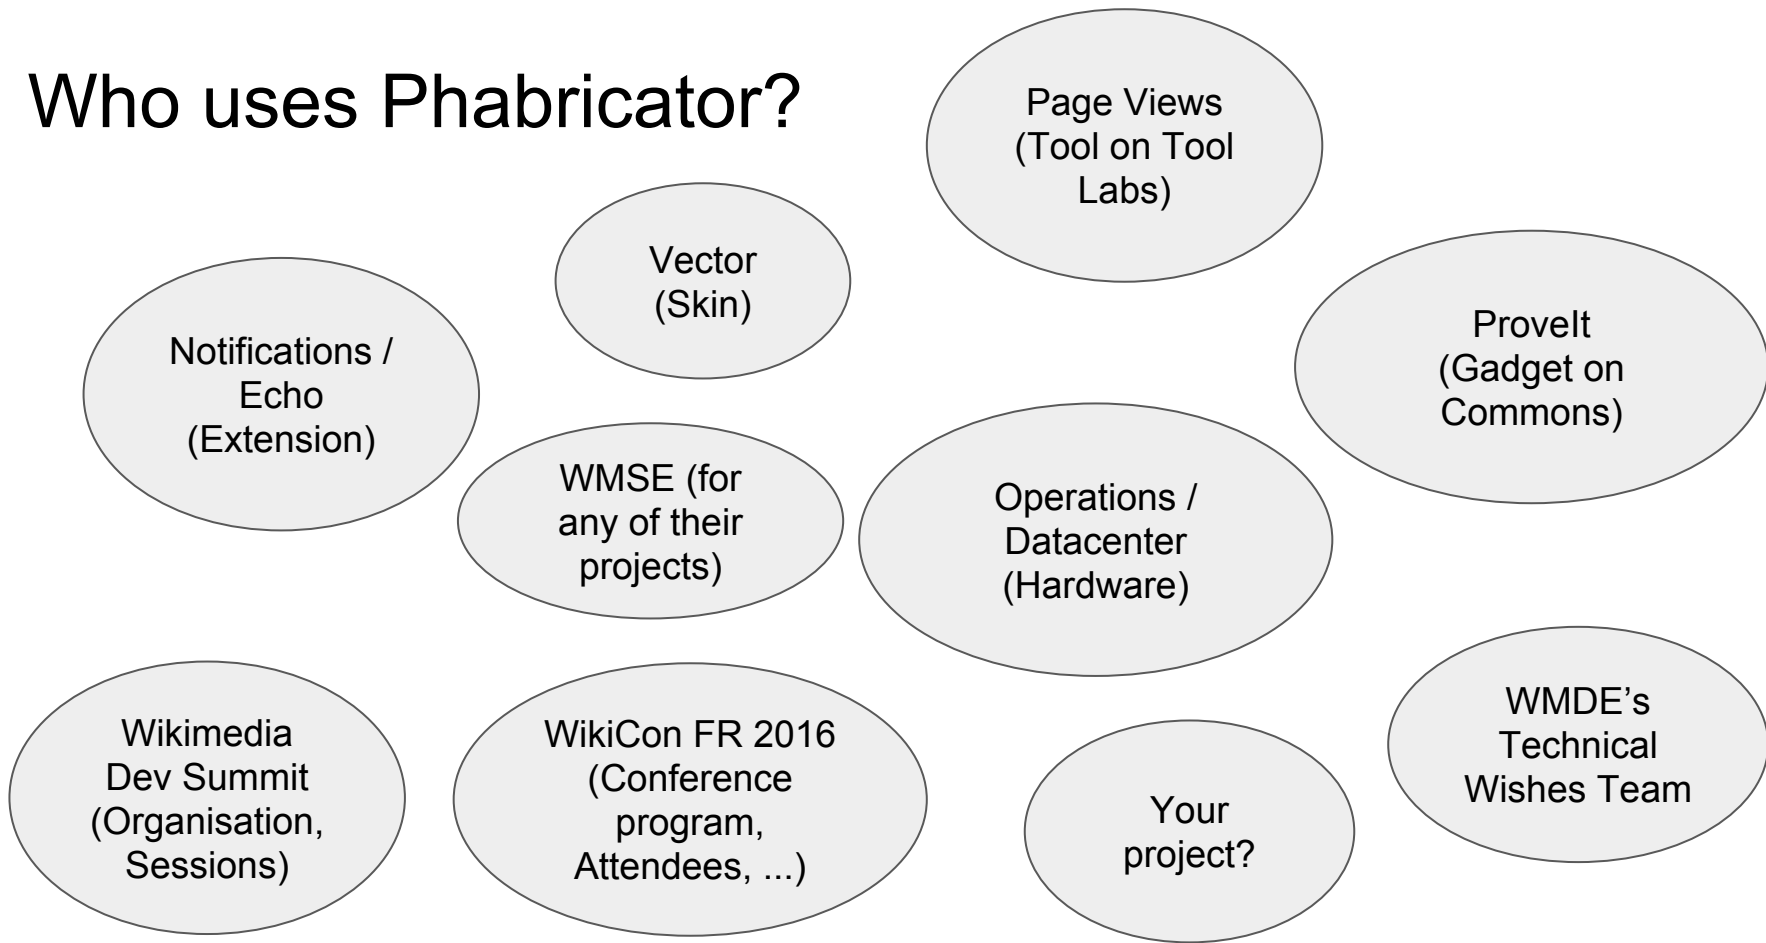 Who uses Phabricator?
Page Views
(Tool on Tool
Labs)
Vector
(Skin)
Notifications /
Echo
(Extension)
ProveIt
(Gadget on
Commons)
WMSE (for
any of their
projects)
Operations /
Datacenter
(Hardware)
Wikimedia
Dev Summit
(Organisation,
Sessions)
WikiCon FR 2016
(Conference
program,
Attendees, ...)
Your
project?
WMDE’s
Technical
Wishes Team